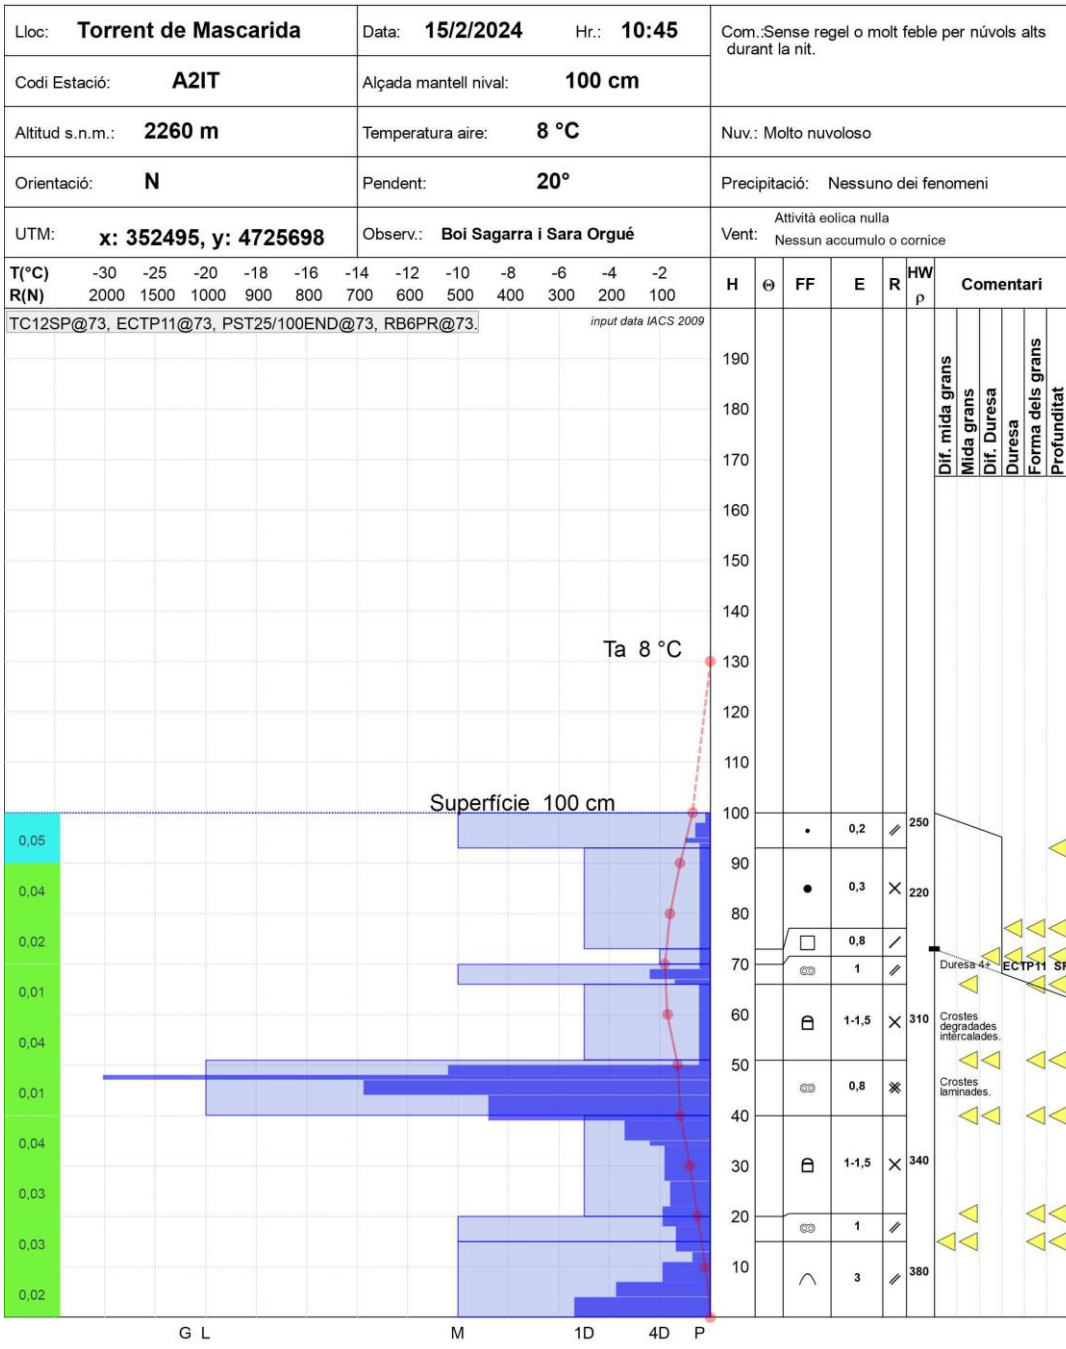 Lloc: Torrent de Mascarida Data: 15/2/2024 Hr.: 10:45 Com.:Sense regel o molt feble per núvols alts
durant la nit.
Codi Estació: A2IT Alçada mantell nival: 100 cm
Altitud s.n.m.: 2260 m Temperatura aire: 8 °C Nuv.: Molto nuvoloso
Orientació: N Pendent: 20° Precipitació: Nessuno dei fenomeni
UTM: x: 352495, y: 4725698 Observ.: Boi Sagarra i Sara Orgué Vent: Attività eolica nulla
Nessun accumulo o cornice
T(°C) -30 -25 -20 -18 -16 -14 -12 -10 -8 -6 -4 -2
R(N) 2000 1500 1000 900 800 700 600 500 400 300 200 100
H Θ FF E R HW ρ Comentari
TC12SP@73, ECTP11@73, PST25/100END@73, RB6PR@73. input data IACS 2009
Dif. mida grans
Mida grans
Dif. Duresa
Duresa
Forma dels grans
Profunditat
190
180
170
160
150
140
Ta 8 °C 130
120
110
Superfície 100 cm 100
0,2 250
0,05
90
0,04 0,3 220
80
0,02 0,8
70 Duresa 4+ ECTP11 SP
1
0,01
60 1-1,5 310 Crostes
degradades
intercalades.
0,04
50
0,01 0,8 Crostes
laminades.
40
0,04
30 1-1,5 340
0,03
20
1
0,03
10 3 380
0,02
G L M 1D 4D P